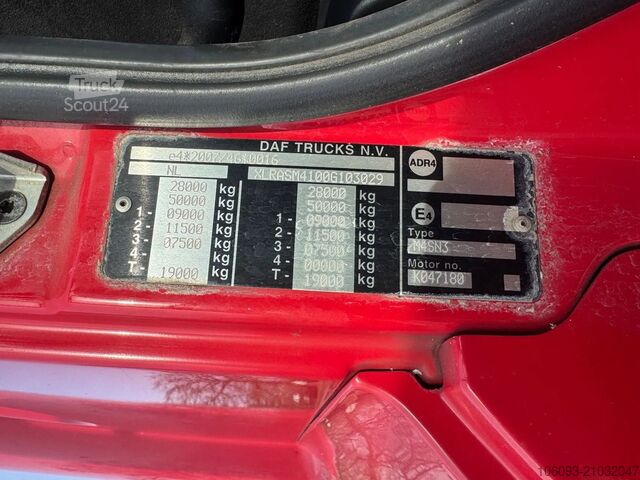 Truck
Scout24
DAF TRUCKS N.V.
e4*2007/46*0016
NL XLRASM4100G103029
28000 kg 28000 kg
50000 kg 50000 kg
1- 09000 kg 1- 09000 kg
2- 11500 kg 2- 11500 kg
3- 07500 kg 3- 07500 kg
4- kg 4- 00000 kg
T- 19000 kg T- 19000 kg
ADR4
E4
Type
M4SN3
Motor no.
K047180
106093-21032047